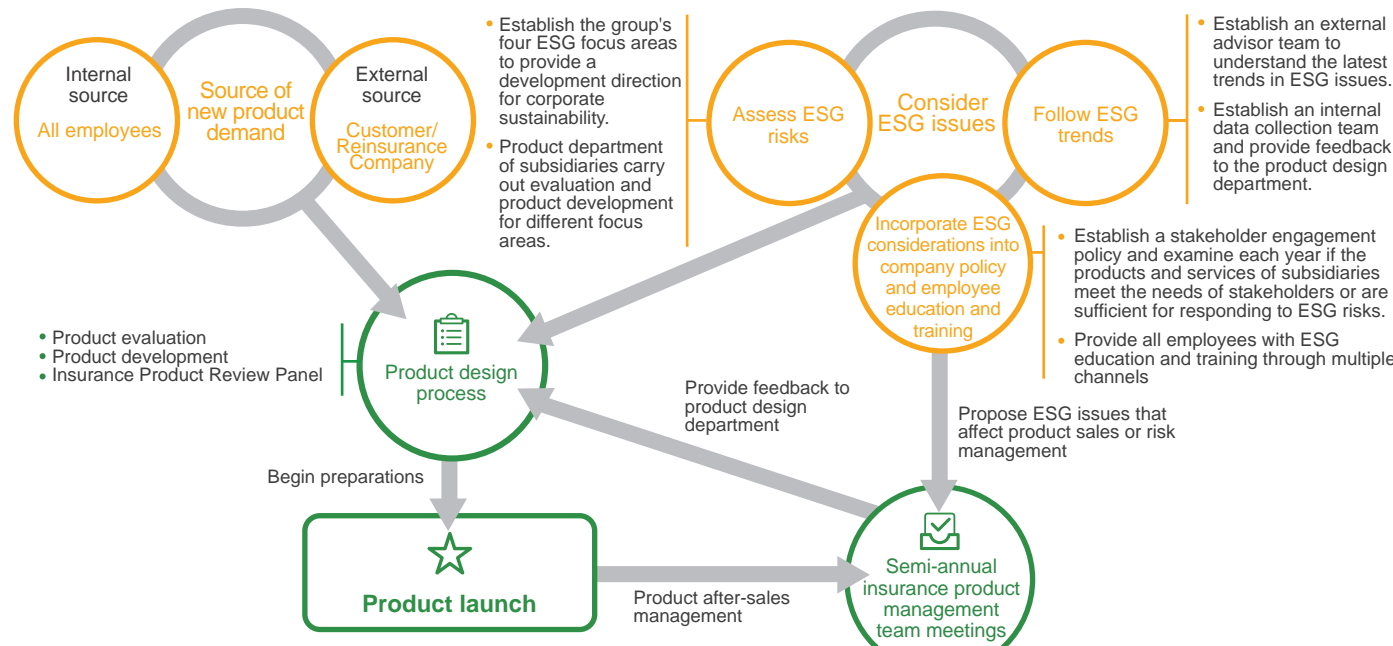 Internal
source
All employees
Source of
new product
demand
External
source
Customer/
Reinsurance
Company
• Establish the group's
four ESG focus areas
to provide a
development direction
for corporate
sustainability.
• Product department
of subsidiaries carry
out evaluation and
product development
for different focus
areas.
Assess ESG
risks
Consider
ESG issues
Follow ESG
trends
• Establish an external
advisor team to
understand the latest
trends in ESG issues.
• Establish an internal
data collection team
and provide feedback
to the product design
department.
Incorporate ESG
considerations into
company policy
and employee
education and
training
• Establish a stakeholder engagement
policy and examine each year if the
products and services of subsidiaries
meet the needs of stakeholders or are
sufficient for responding to ESG risks.
• Provide all employees with ESG
education and training through multiple
channels
• Product evaluation
• Product development
• Insurance Product Review Panel
Product design
process
Provide feedback to
product design
department
Propose ESG issues that
affect product sales or risk
management
Begin preparations
Product launch
Product after-sales
management
Semi-annual
insurance product
management
team meetings